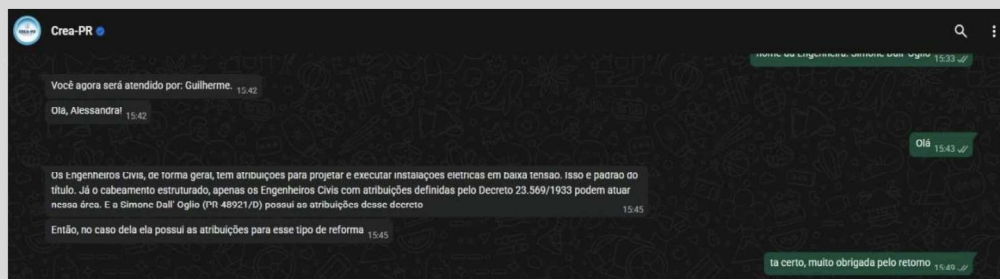 Crea-PR
nome da Engenheira: Simone Dall' Oglio 15:33
Você agora será atendido por: Guilherme. 15:42
Olá, Alessandra! 15:42
Olá 15:43
Os Engenheiros Civis, de forma geral, tem atribuições para projetar e executar instalações elétricas em baixa tensão. Isso é padrão do
título. Já o cabeamento estruturado, apenas os Engenheiros Civis com atribuições definidas pelo Decreto 23.569/1933 podem atuar
nessa área. E a Simone Dall' Oglio (PR 48921/D) possui as atribuições desse decreto 15:45
Então, no caso dela ela possui as atribuições para esse tipo de reforma 15:45
ta certo, muito obrigada pelo retorno 15:49